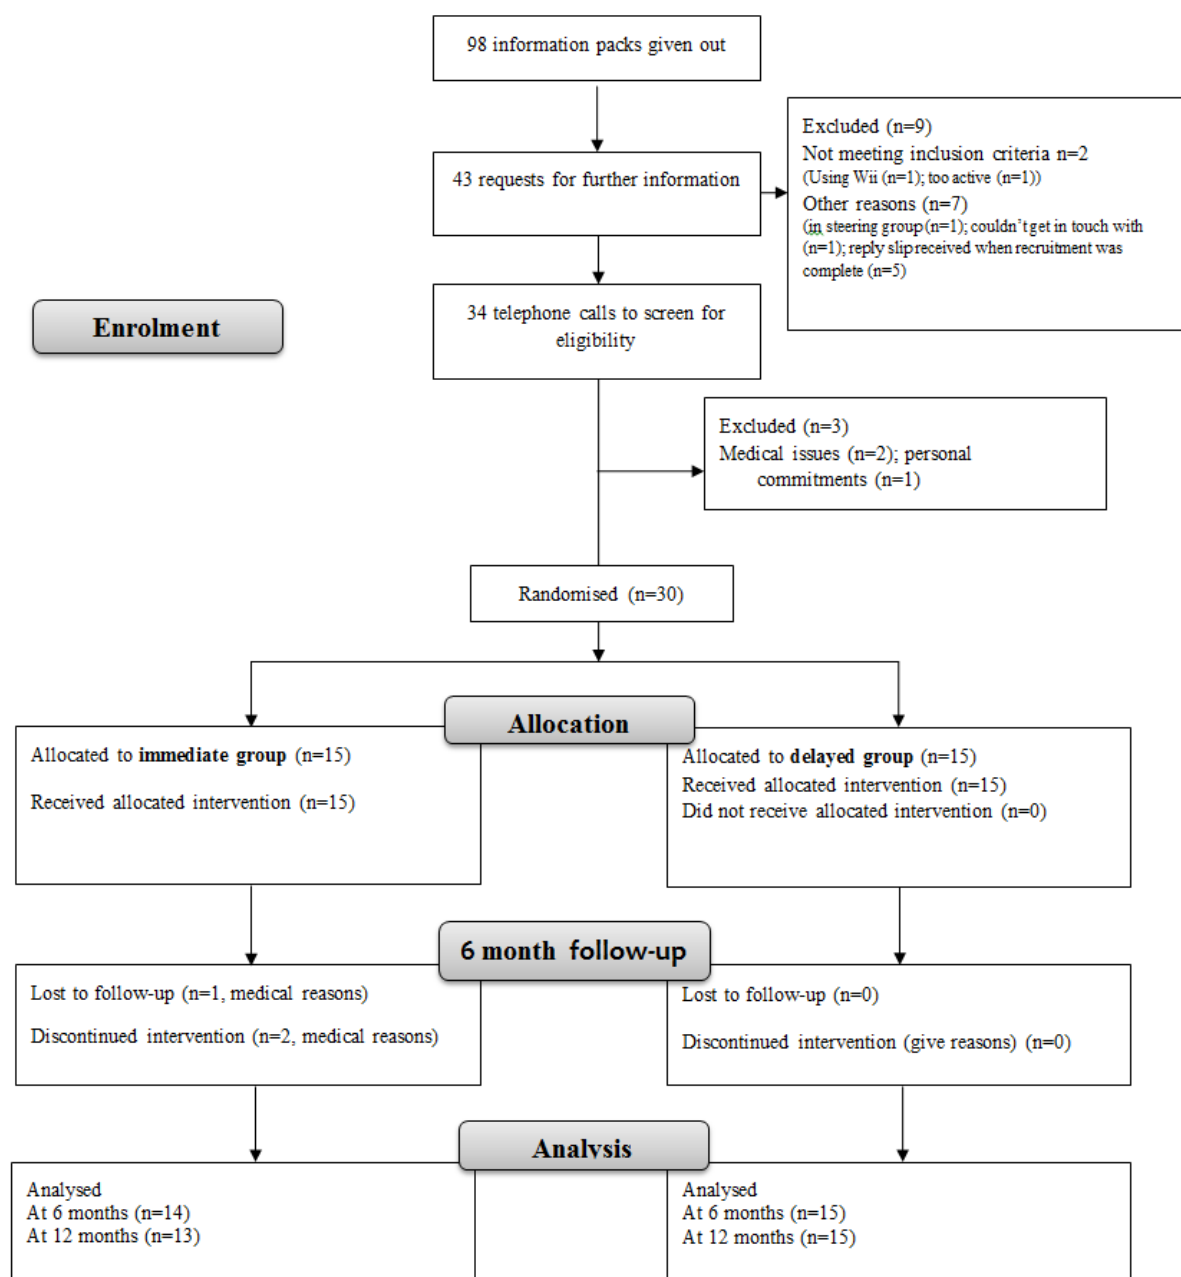 98 information packs given out
43 requests for further information
Excluded (n=9)
Not meeting inclusion criteria n=2
(Using Wii (n=1); too active (n=1))
Other reasons (n=7)
(in steering group (n=1); couldn't get in touch with
(n=1); reply slip received when recruitment was
complete (n=5)
34 telephone calls to screen for
eligibility
Enrolment
Excluded (n=3)
Medical issues (n=2); personal
commitments (n=1)
Randomised (n=30)
Allocation
Allocated to immediate group (n=15)
Received allocated intervention (n=15)
Allocated to delayed group (n=15)
Received allocated intervention (n=15)
Did not receive allocated intervention (n=0)
6 month follow-up
Lost to follow-up (n=1, medical reasons)
Discontinued intervention (n=2, medical reasons)
Lost to follow-up (n=0)
Discontinued intervention (give reasons) (n=0)
Analysis
Analysed
At 6 months (n=14)
At 12 months (n=13)
Analysed
At 6 months (n=15)
At 12 months (n=15)